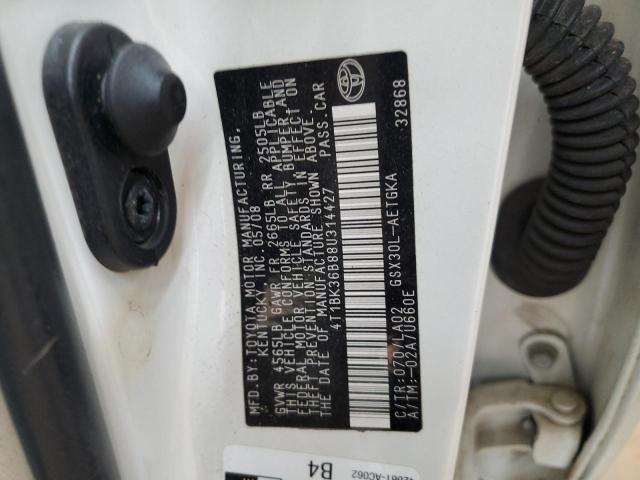 MFD.BY:TOYOTA MOTOR MANUFACTURING,
KENTUCKY, INC. 05/08
GVWR 4565LB GAWR FR 2665LB RR 2505LB
THIS VEHICLE CONFORMS TO ALL APPLICABLE
FEDERAL MOTOR VEHICLE SAFETY BUMPER, AND
THEFT PREVENTION STANDARDS IN EFFECT ON
THE DATE OF MANUFACTURE SHOWN ABOVE.
4T1BK36B88U314427 PASS.CAR
C/TR:070/LA02 GSX30L-AETGKA
A/TM:-02A/U660E 32868
B4